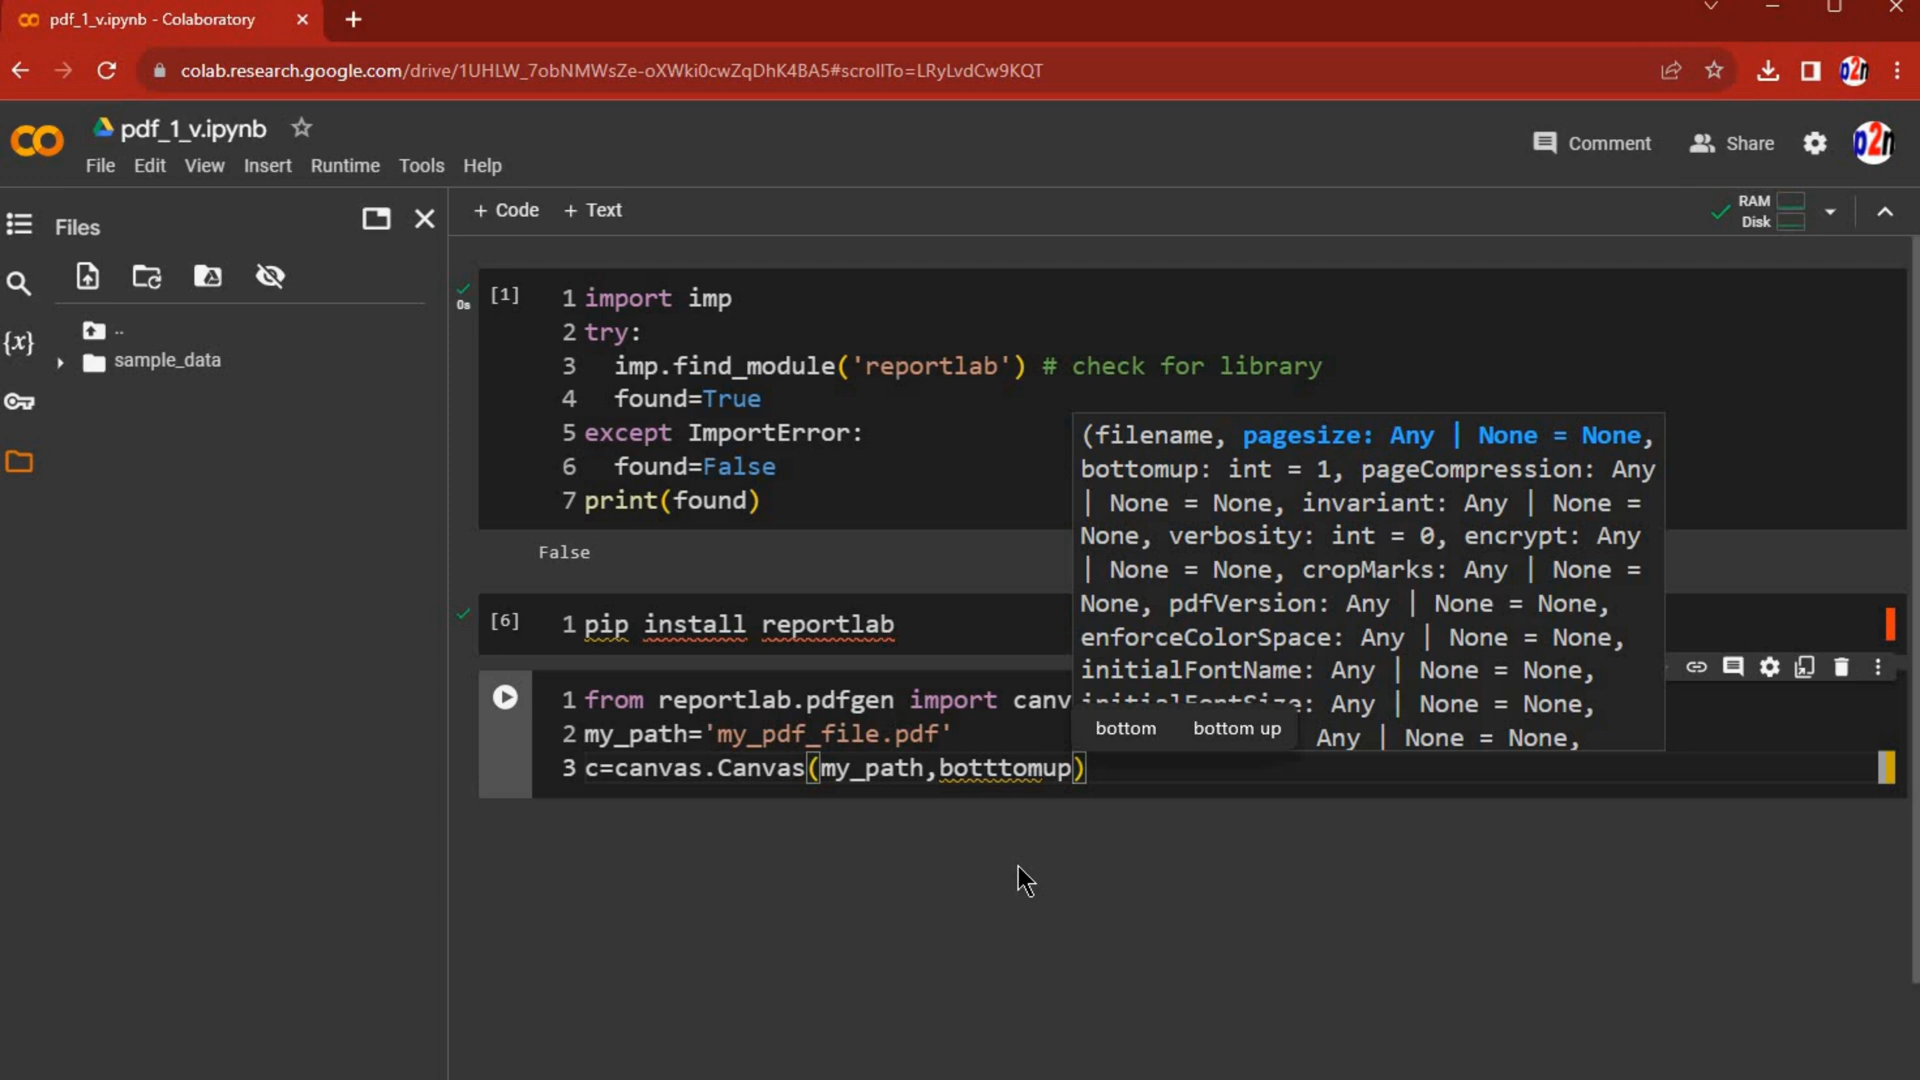 pdf_1_v.ipynb - Colaboratory
colab.research.google.com/drive/1UHLW_7obNMWsZe-oXWki0cwZqDhK4BA5#scrollTo=LRyLvdCw9KQT
p2n
pdf_1_v.ipynb
Comment
Share
p2n
File Edit View Insert Runtime Tools Help
Files
+ Code + Text
RAM
Disk
{x}
..
sample_data
0s
[1]
1 import imp
2 try:
3 imp.find_module('reportlab') # check for library
4 found=True
5 except ImportError:
6 found=False
7 print(found)
False
[6]
1 pip install reportlab
1 from reportlab.pdfgen import canv
2 my_path='my_pdf_file.pdf'
3 c=canvas.Canvas(my_path,botttomup)
(filename, pagesize: Any | None = None,
bottomup: int = 1, pageCompression: Any
| None = None, invariant: Any | None =
None, verbosity: int = 0, encrypt: Any
| None = None, cropMarks: Any | None =
None, pdfVersion: Any | None = None,
enforceColorSpace: Any | None = None,
initialFontName: Any | None = None,
initialFontSize: Any | None = None,
Any | None = None,
bottom bottom up